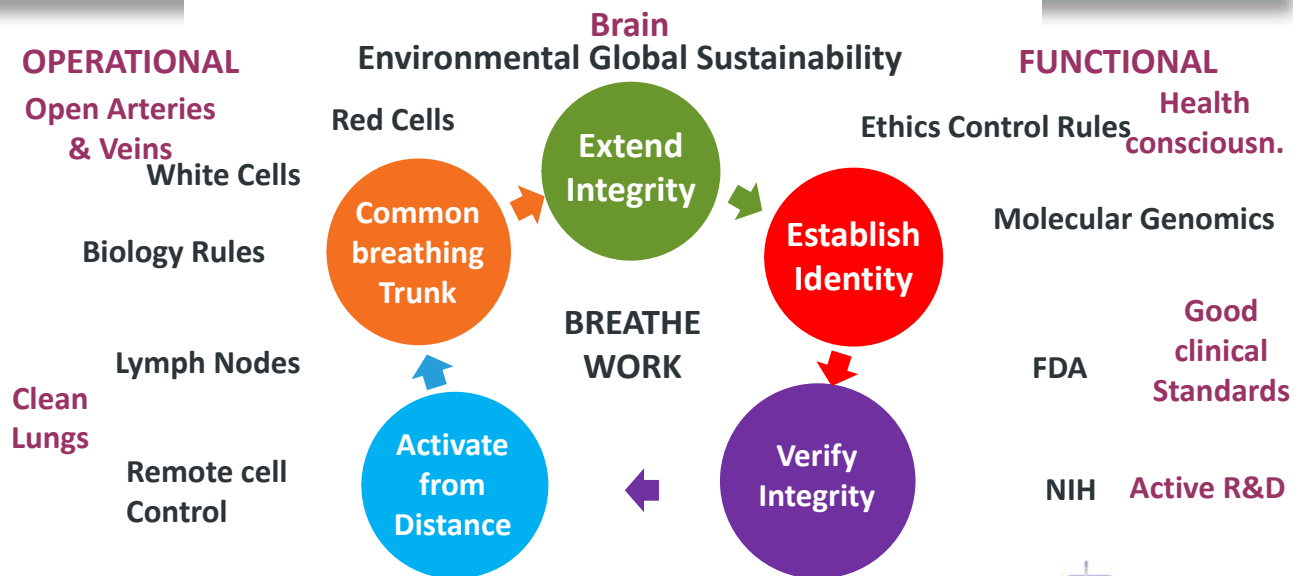 Brain
Environmental Global Sustainability
OPERATIONAL
FUNCTIONAL
Open Arteries
& Veins
Red Cells
White Cells
Biology Rules
Lymph Nodes
Clean
Lungs
Remote cell
Control
Extend
Integrity
Common
breathing
Trunk
Establish
Identity
BREATHE
WORK
Activate
from
Distance
Verify
Integrity
Ethics Control Rules
Health
consciousn.
Molecular Genomics
Good
clinical
Standards
FDA
NIH
Active R&D